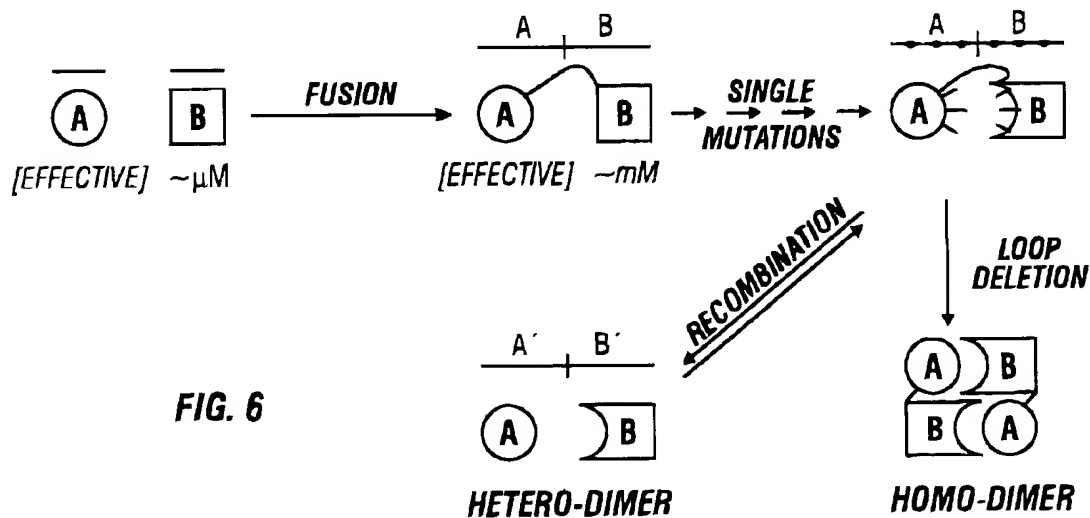 A B
A B
A B
FUSION
A B
SINGLE
MUTATIONS
A B
[EFFECTIVE] ~μM
[EFFECTIVE] ~mM
RECOMBINATION
LOOP
DELETION
A´ B´
A B
A B
B A
FIG. 6
HETERO-DIMER
HOMO-DIMER